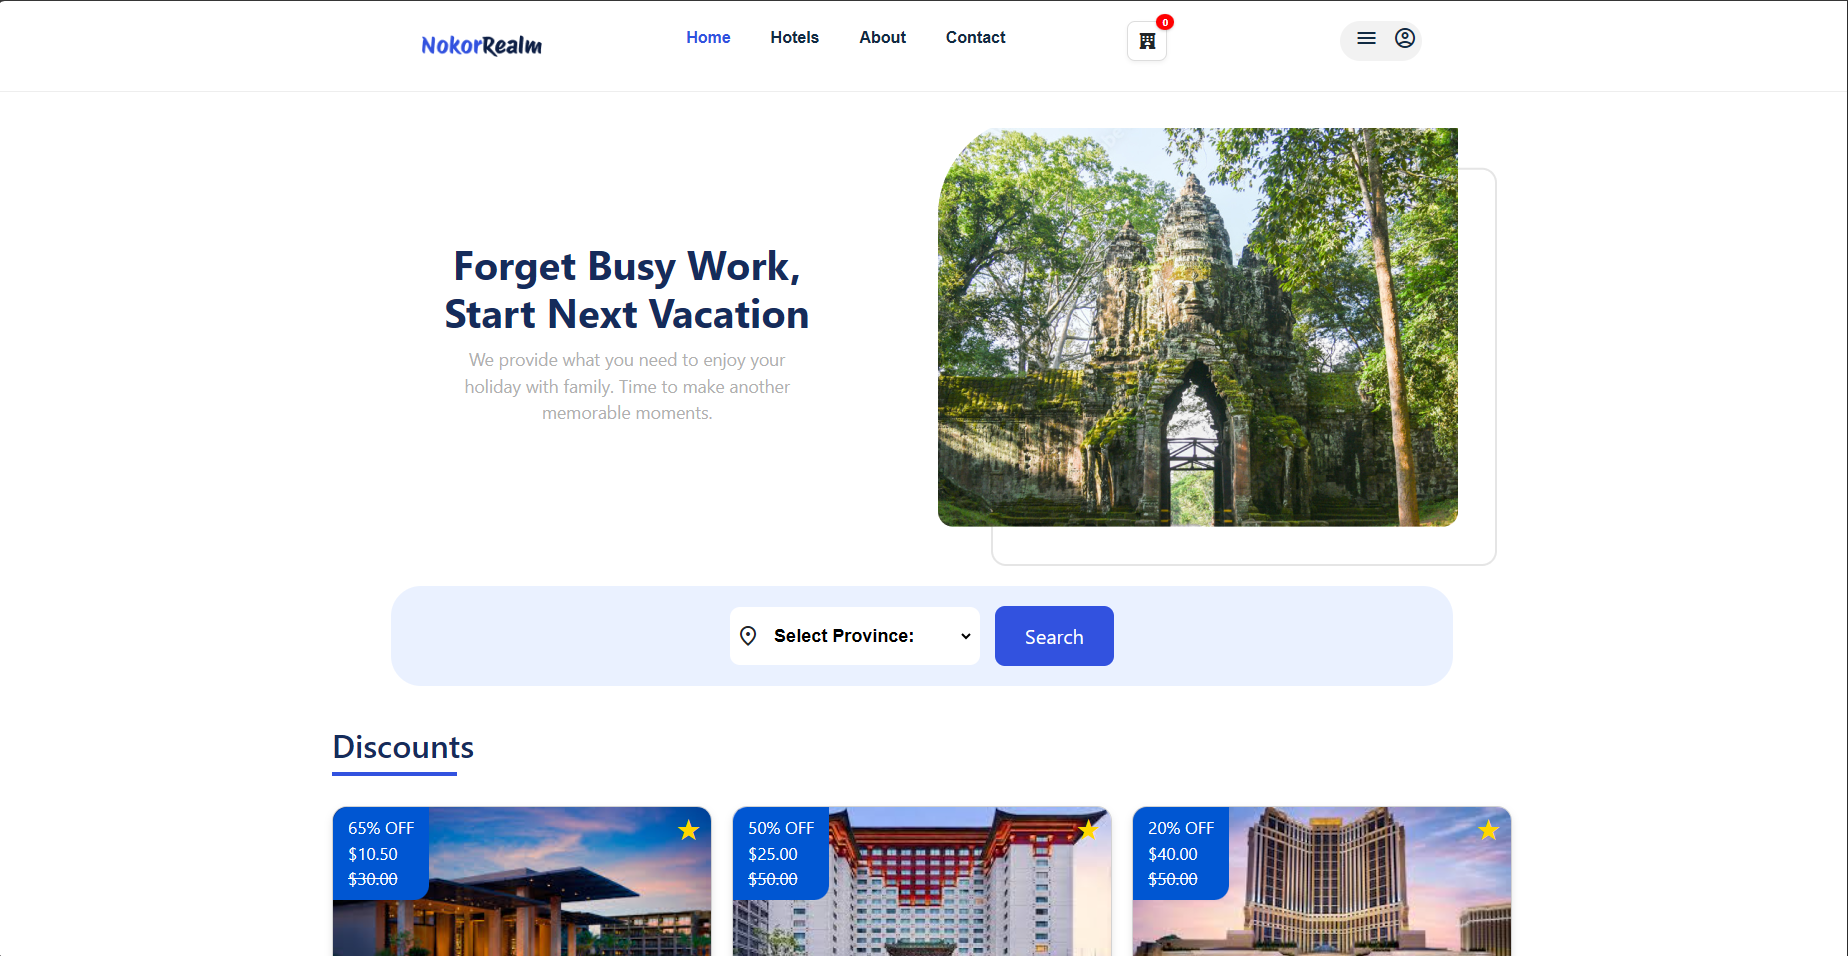 NokorRealm
Home
Hotels
About
Contact
0
Forget Busy Work,
Start Next Vacation
We provide what you need to enjoy your
holiday with family. Time to make another
memorable moments.
Select Province:
Search
Discounts
65% OFF
$10.50
$30.00
50% OFF
$25.00
$50.00
20% OFF
$40.00
$50.00